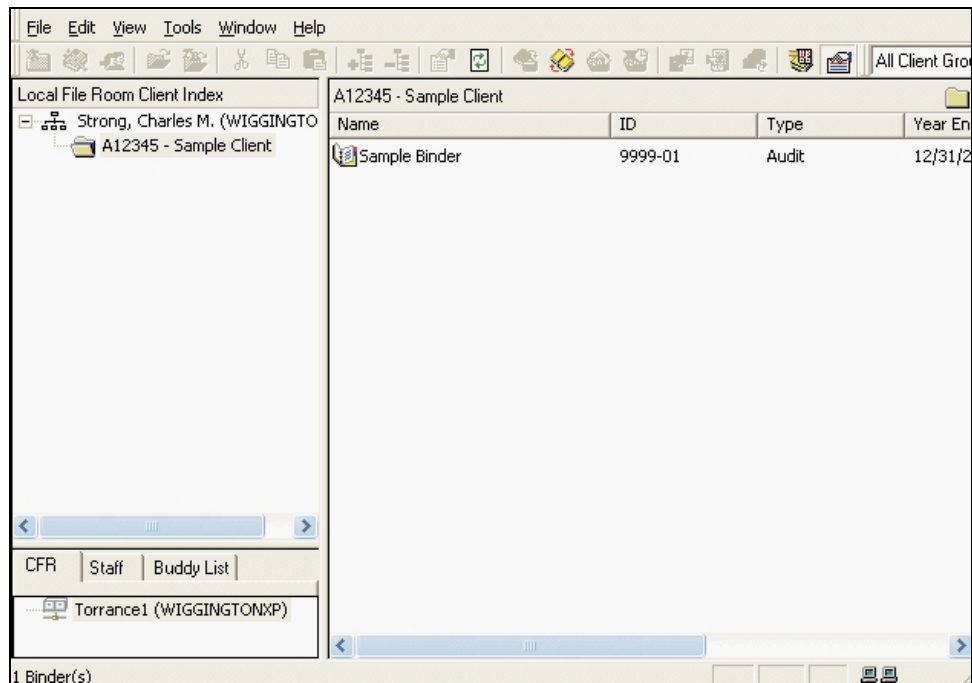 File Edit View Tools Window Help
All Client Gro
Local File Room Client Index
Strong, Charles M. (WIGGINGTO
A12345 - Sample Client
A12345 - Sample Client
Name ID Type Year En
Sample Binder 9999-01 Audit 12/31/2
CFR Staff Buddy List
Torrance1 (WIGGINGTONXP)
1 Binder(s)